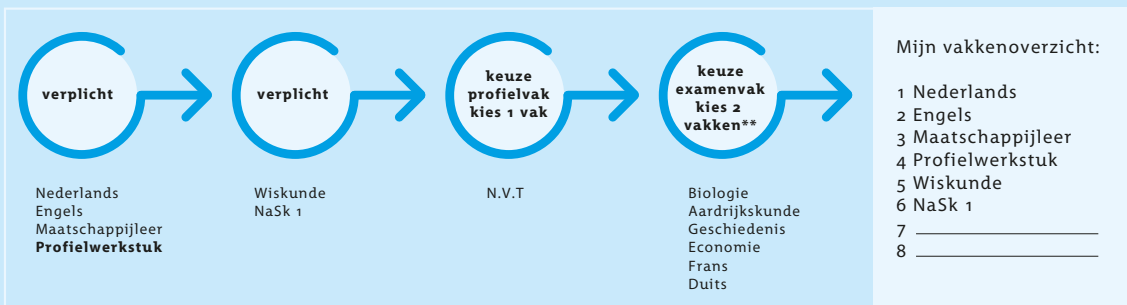 verplicht
Nederlands
Engels
Maatschappijleer
Profielwerkstuk
verplicht
Wiskunde
NaSk 1
keuze
profielvak
kies 1 vak
N.V.T
keuze
examenvak
kies 2
vakken**
Biologie
Aardrijkskunde
Geschiedenis
Economie
Frans
Duits
Mijn vakkenoverzicht:
1 Nederlands
2 Engels
3 Maatschappijleer
4 Profielwerkstuk
5 Wiskunde
6 NaSk 1
7
8